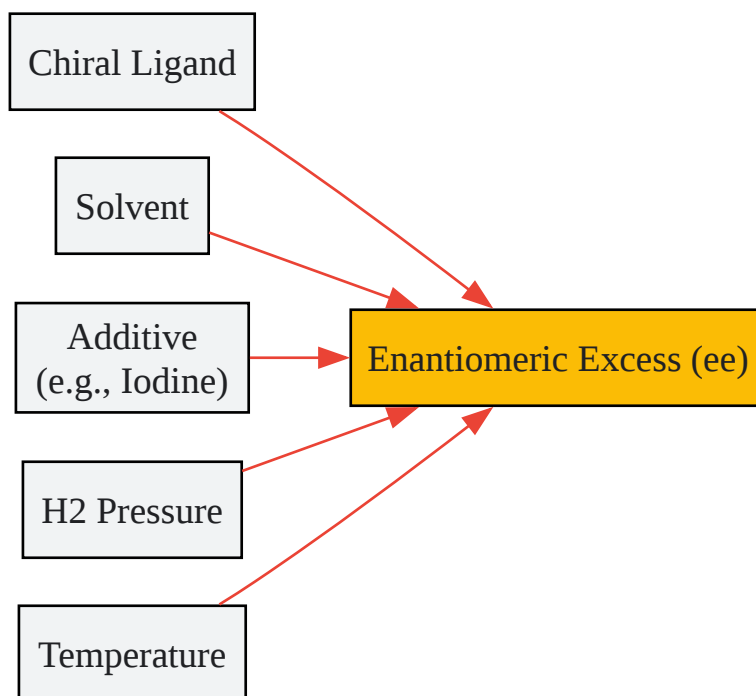 Chiral Ligand
Solvent
Additive
(e.g., Iodine)
Enantiomeric Excess (ee)
H2 Pressure
Temperature